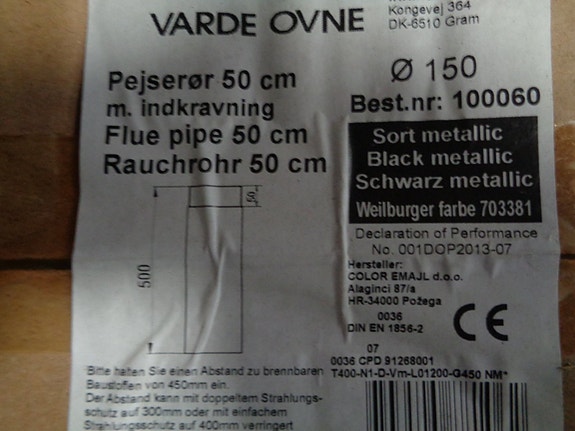 VARDE OVNE
Kongevej 364
DK-6510 Gram
Pejserør 50 cm
m. indkravning
Flue pipe 50 cm
Rauchrohr 50 cm
Ø 150
Best.nr: 100060
Sort metallic
Black metallic
Schwarz metallic
Weilburger farbe 703381
Declaration of Performance
No. 001DOP2013-07
Hersteller:
COLOR EMAJL d.o.o.
Alaginci 87/a
HR-34000 Požega
0036
DIN EN 1856-2
CE
07
0036 CPD 91268001
T400-N1-D-Vm-L01200-G450 NM*
500
50
Bitte halten Sie einen Abstand zu brennbaren
Baustoffen von 450mm ein.
Der Abstand kann mit doppeltem Strahlungs-
schutz auf 300mm oder mit einfachem
Strahlungsschutz auf 400mm verringert